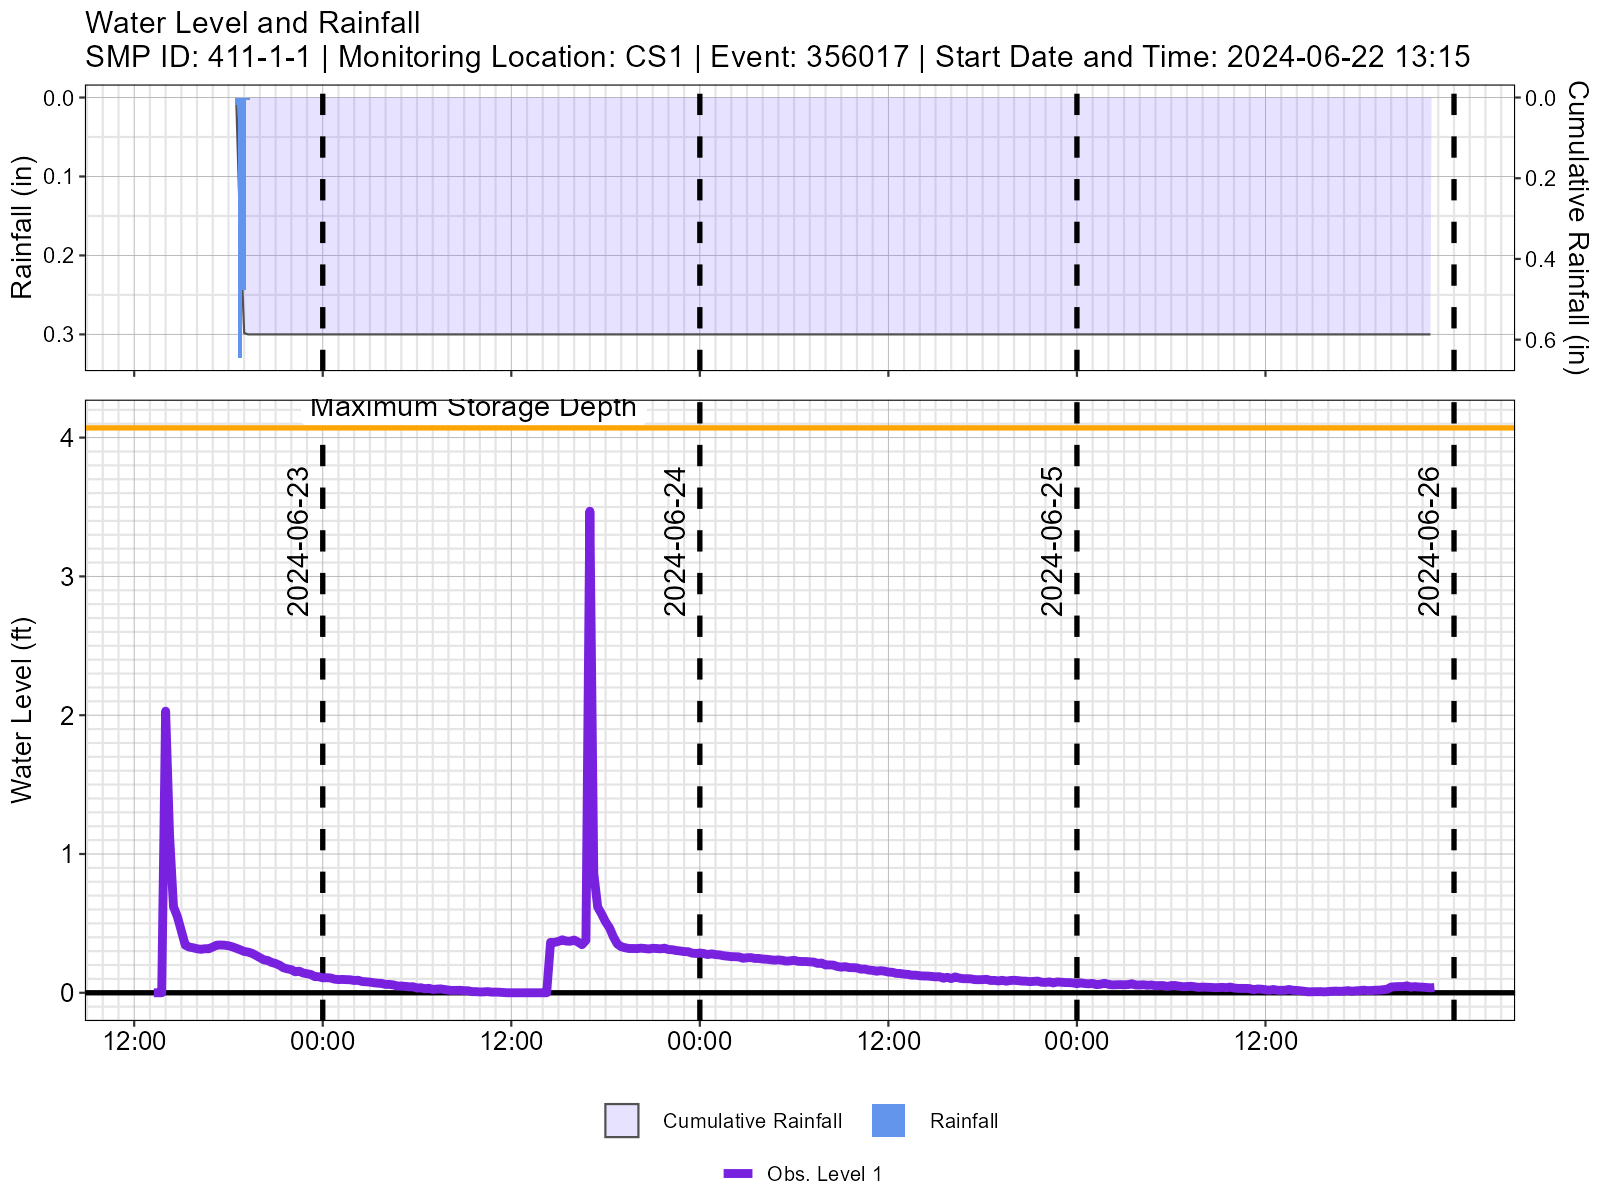 Water Level and Rainfall
SMP ID: 411-1-1 | Monitoring Location: CS1 | Event: 356017 | Start Date and Time: 2024-06-22 13:15
Rainfall (in)
0.0
0.1
0.2
0.3
0.0
0.2
0.4
0.6
Cumulative Rainfall (in)
Maximum Storage Depth
Water Level (ft)
4
3
2
1
0
2024-06-23
2024-06-24
2024-06-25
2024-06-26
12:00 00:00 12:00 00:00 12:00 00:00 12:00
Cumulative Rainfall Rainfall
Obs. Level 1